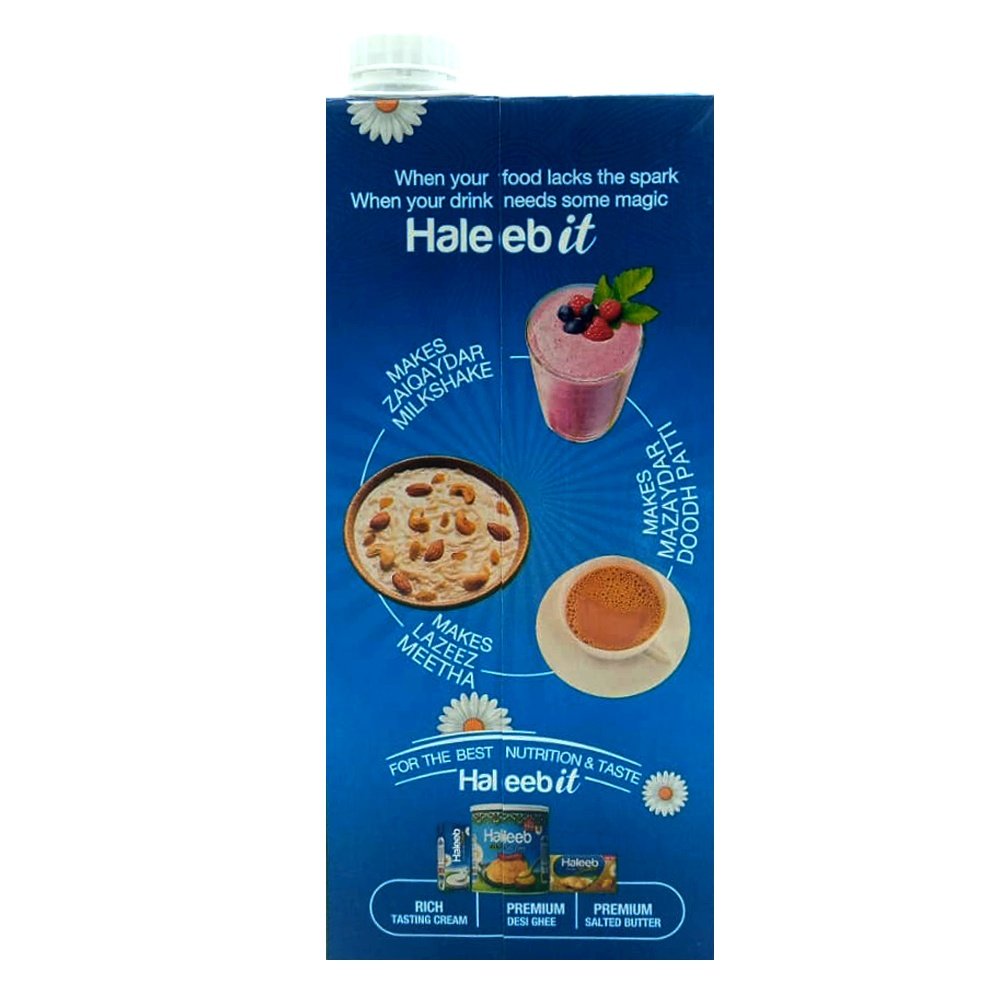 When your food lacks the spark
When your drink needs some magic
Haleeb it
MAKES
ZAIQAYDAR
MILKSHAKE
MAKES
MAZAYDAR
DOODH PATTI
MAKES
LAZEEZ
MEETHA
FOR THE BEST NUTRITION & TASTE
Haleeb it
Haleeb
Haleeb
Haleeb
RICH
TASTING CREAM
PREMIUM
DESI GHEE
PREMIUM
SALTED BUTTER